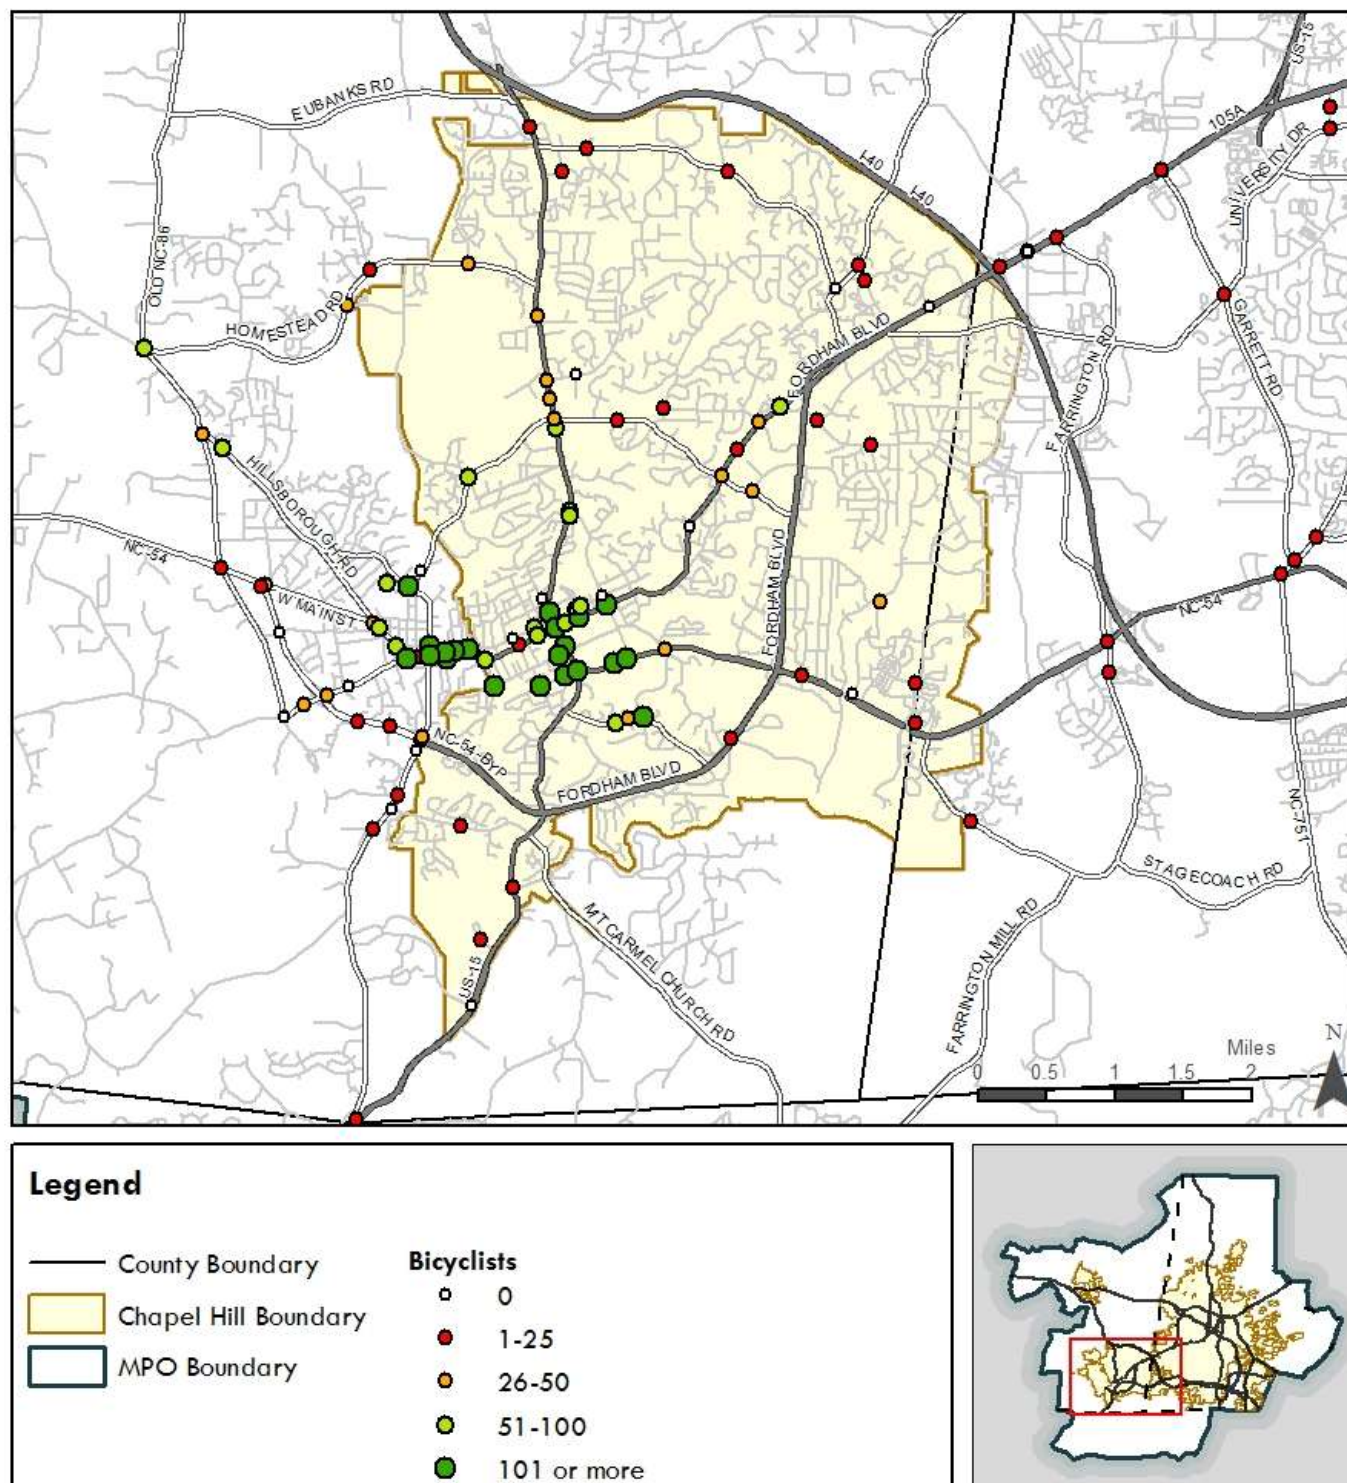 US-15
EUBANKS RD
105A
UNIVERSITY DR
I-40
I-40
OLD NC-86
HOMESTEAD RD
GARRETT RD
FORDHAM BLVD
FARRINGTON RD
HILLSBOROUGH RD
NC-54
W MAIN ST
FORDHAM BLVD
NC-54
NC-54-BYP
FORDHAM BLVD
NC-751
STAGECOACH RD
MT CARMEL CHURCH RD
FARRINGTON MILL RD
US-15
N
Miles
0 0.5 1 1.5 2
Legend
County Boundary
Chapel Hill Boundary
MPO Boundary
Bicyclists
0
1-25
26-50
51-100
101 or more